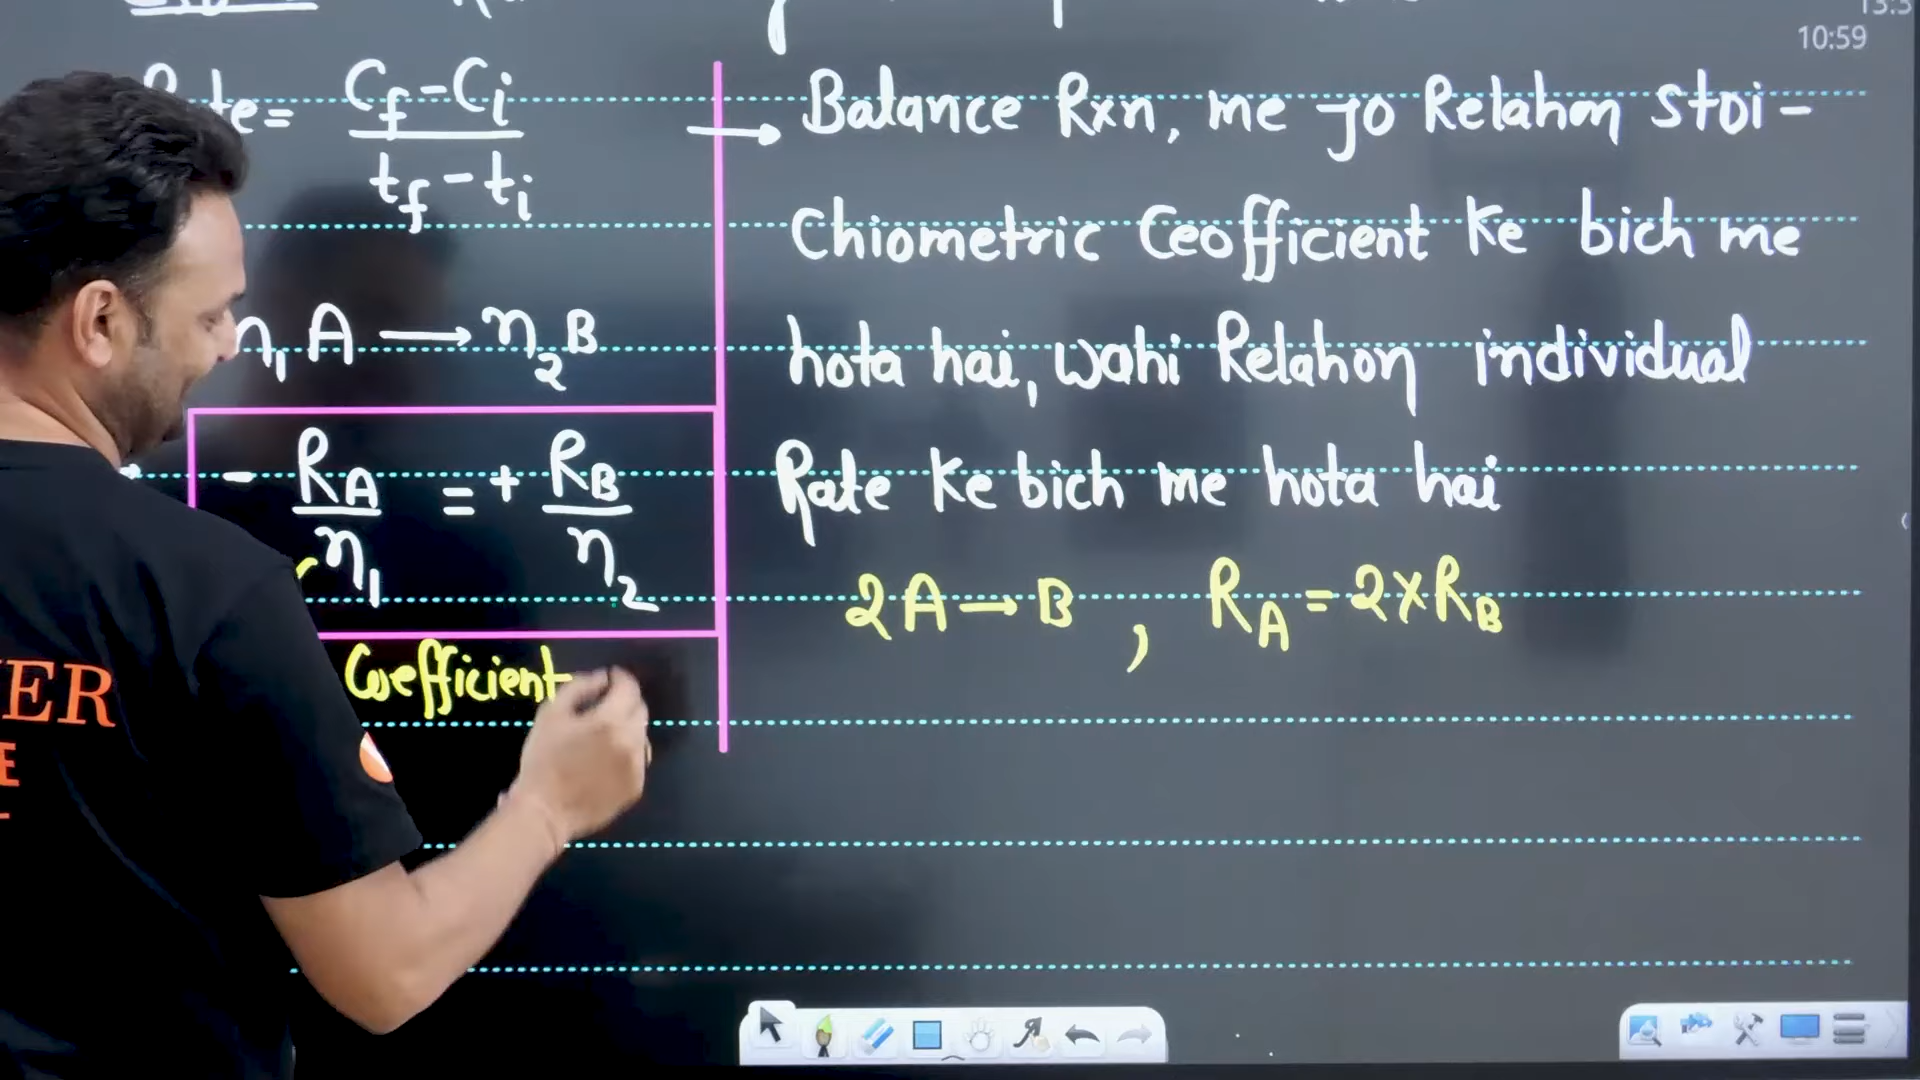 13:3
10:59
Rate = Cf - Ci
tf - ti
n1 A → n2 B
- RA = + RB
n1 n2
Coefficient
→ Balance Rxn, me jo Relation Stoi-
Chiometric Ceofficient Ke bich me
hota hai, wahi Relation individual
Rate Ke bich me hota hai
2A → B , RA = 2×RB
ER
E